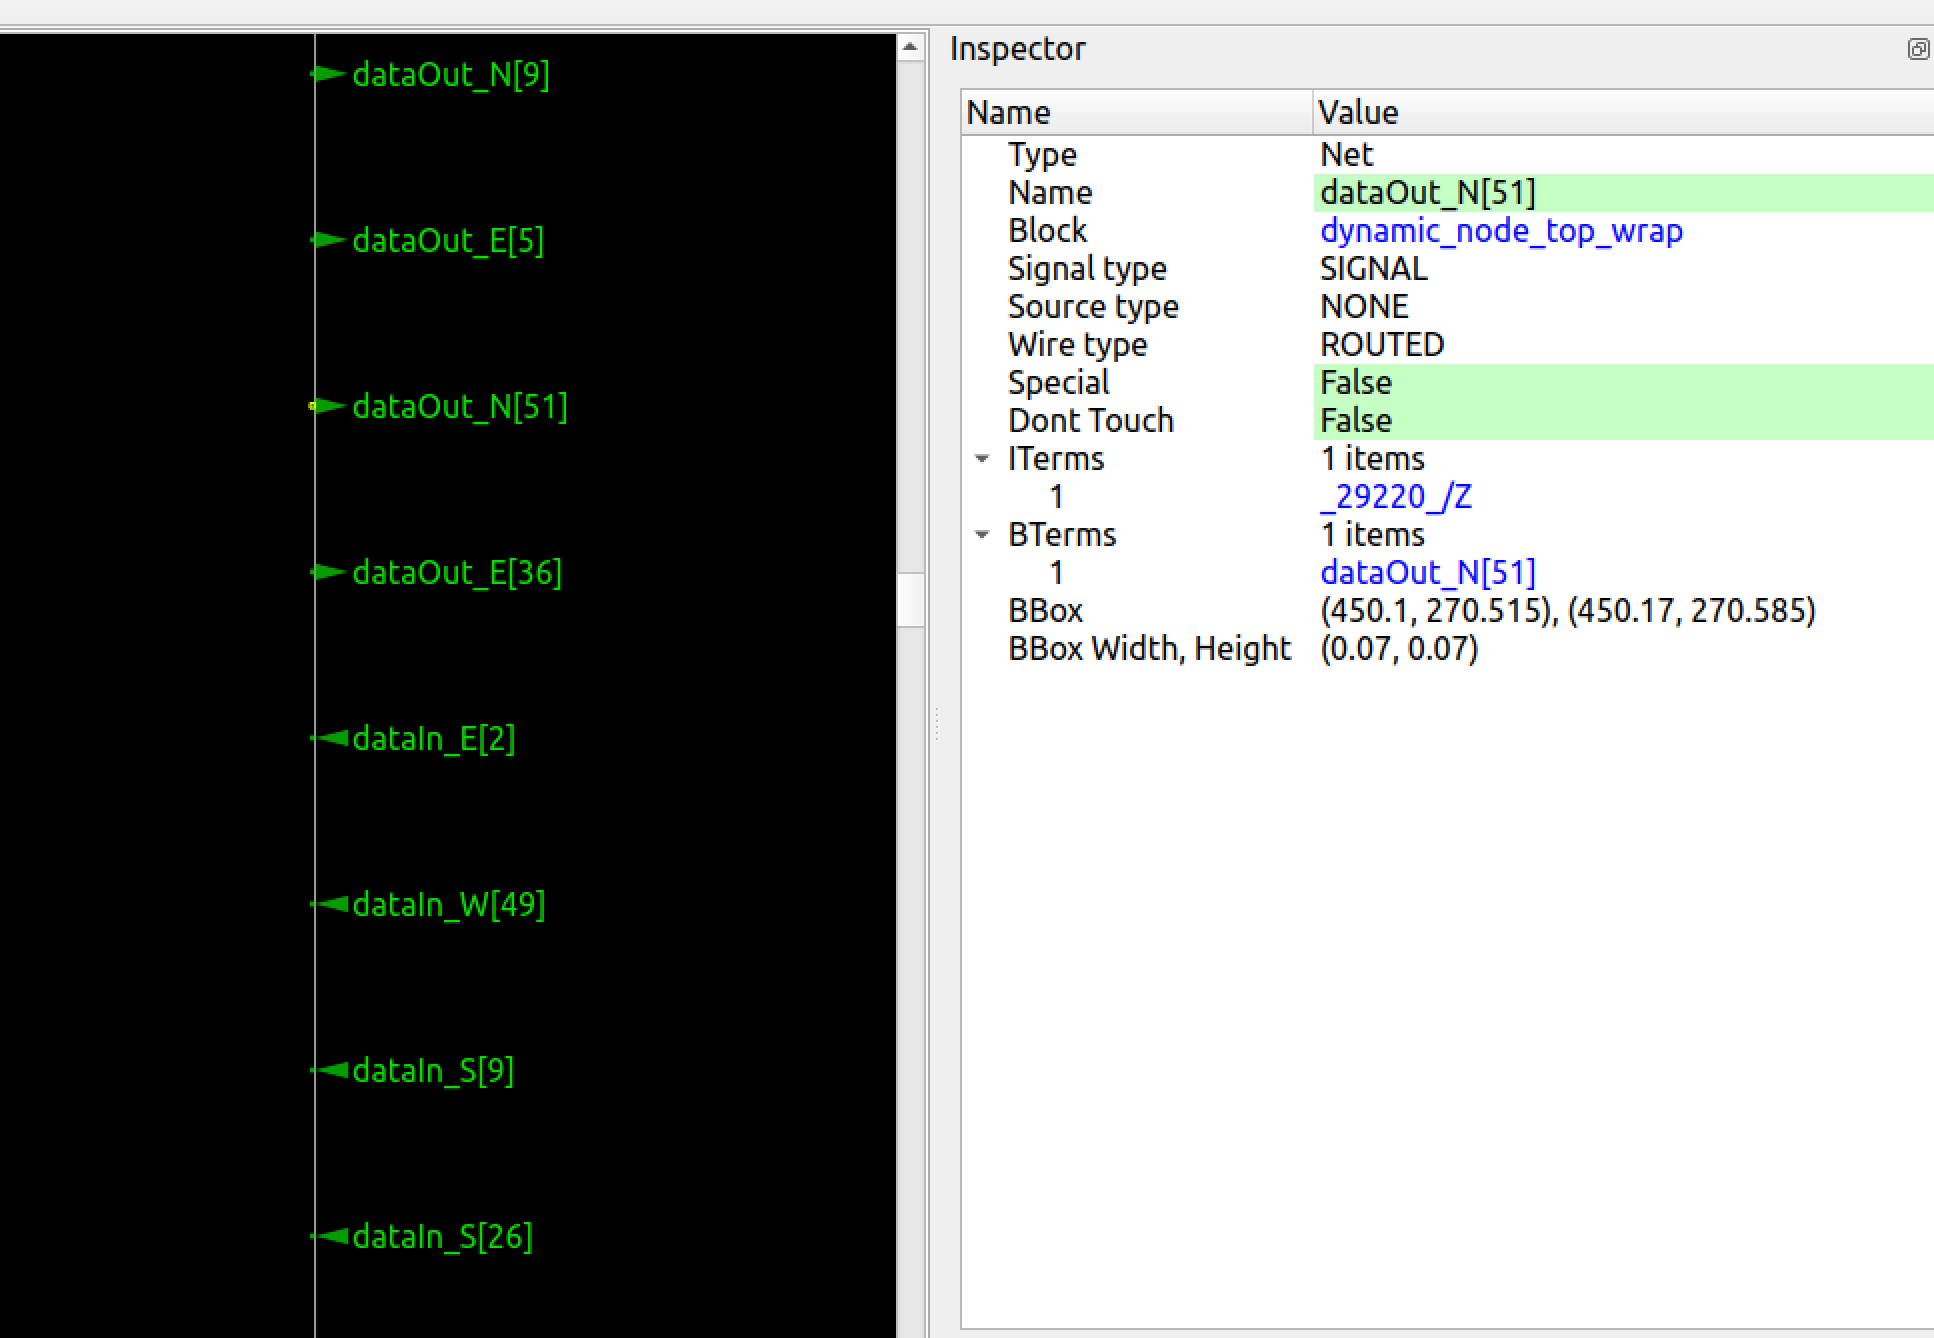 dataOut_N[9]
dataOut_E[5]
dataOut_N[51]
dataOut_E[36]
dataIn_E[2]
dataIn_W[49]
dataIn_S[9]
dataIn_S[26]
Inspector
Name Value
Type Net
Name dataOut_N[51]
Block dynamic_node_top_wrap
Signal type SIGNAL
Source type NONE
Wire type ROUTED
Special False
Dont Touch False
ITerms 1 items
1 _29220_/Z
BTerms 1 items
1 dataOut_N[51]
BBox (450.1, 270.515), (450.17, 270.585)
BBox Width, Height (0.07, 0.07)